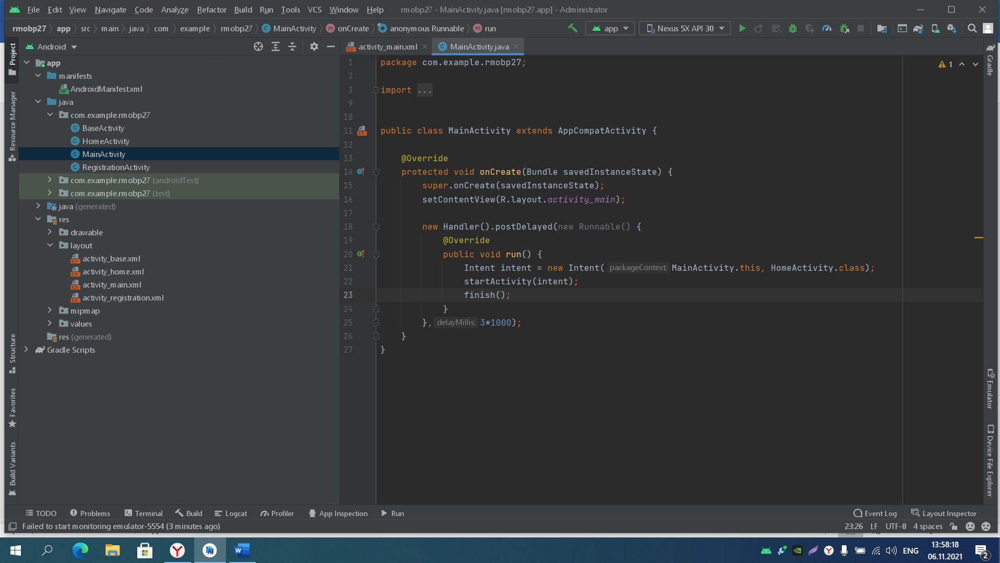 File Edit View Navigate Code Analyze Refactor Build Run Tools VCS Window Help rmobp27 - MainActivity.java [rmobp27.app] - Administrator
rmobp27 app src main java com example rmobp27 MainActivity onCreate anonymous Runnable run app Nexus 5X API 30
Project
Resource Manager
Structure
Favorites
Build Variants
Android
app
manifests
AndroidManifest.xml
java
com.example.rmobp27
BaseActivity
HomeActivity
MainActivity
RegistrationActivity
com.example.rmobp27 (androidTest)
com.example.rmobp27 (test)
java (generated)
res
drawable
layout
activity_base.xml
activity_home.xml
activity_main.xml
activity_registration.xml
mipmap
values
res (generated)
Gradle Scripts
activity_main.xml MainActivity.java
1
1 package com.example.rmobp27;
2
3 import ...
9
10
11 public class MainActivity extends AppCompatActivity {
12
13 @Override
14 protected void onCreate(Bundle savedInstanceState) {
15 super.onCreate(savedInstanceState);
16 setContentView(R.layout.activity_main);
17
18 new Handler().postDelayed(new Runnable() {
19 @Override
20 public void run() {
21 Intent intent = new Intent( packageContext: MainActivity.this, HomeActivity.class);
22 startActivity(intent);
23 finish();
24 }
25 }, delayMillis: 3*1000);
26 }
27 }
Gradle
Emulator
Device File Explorer
TODO Problems Terminal Build Logcat Profiler App Inspection Run Event Log Layout Inspector
Failed to start monitoring emulator-5554 (3 minutes ago) 23:26 LF UTF-8 4 spaces
ENG
13:58:18
06.11.2021
2